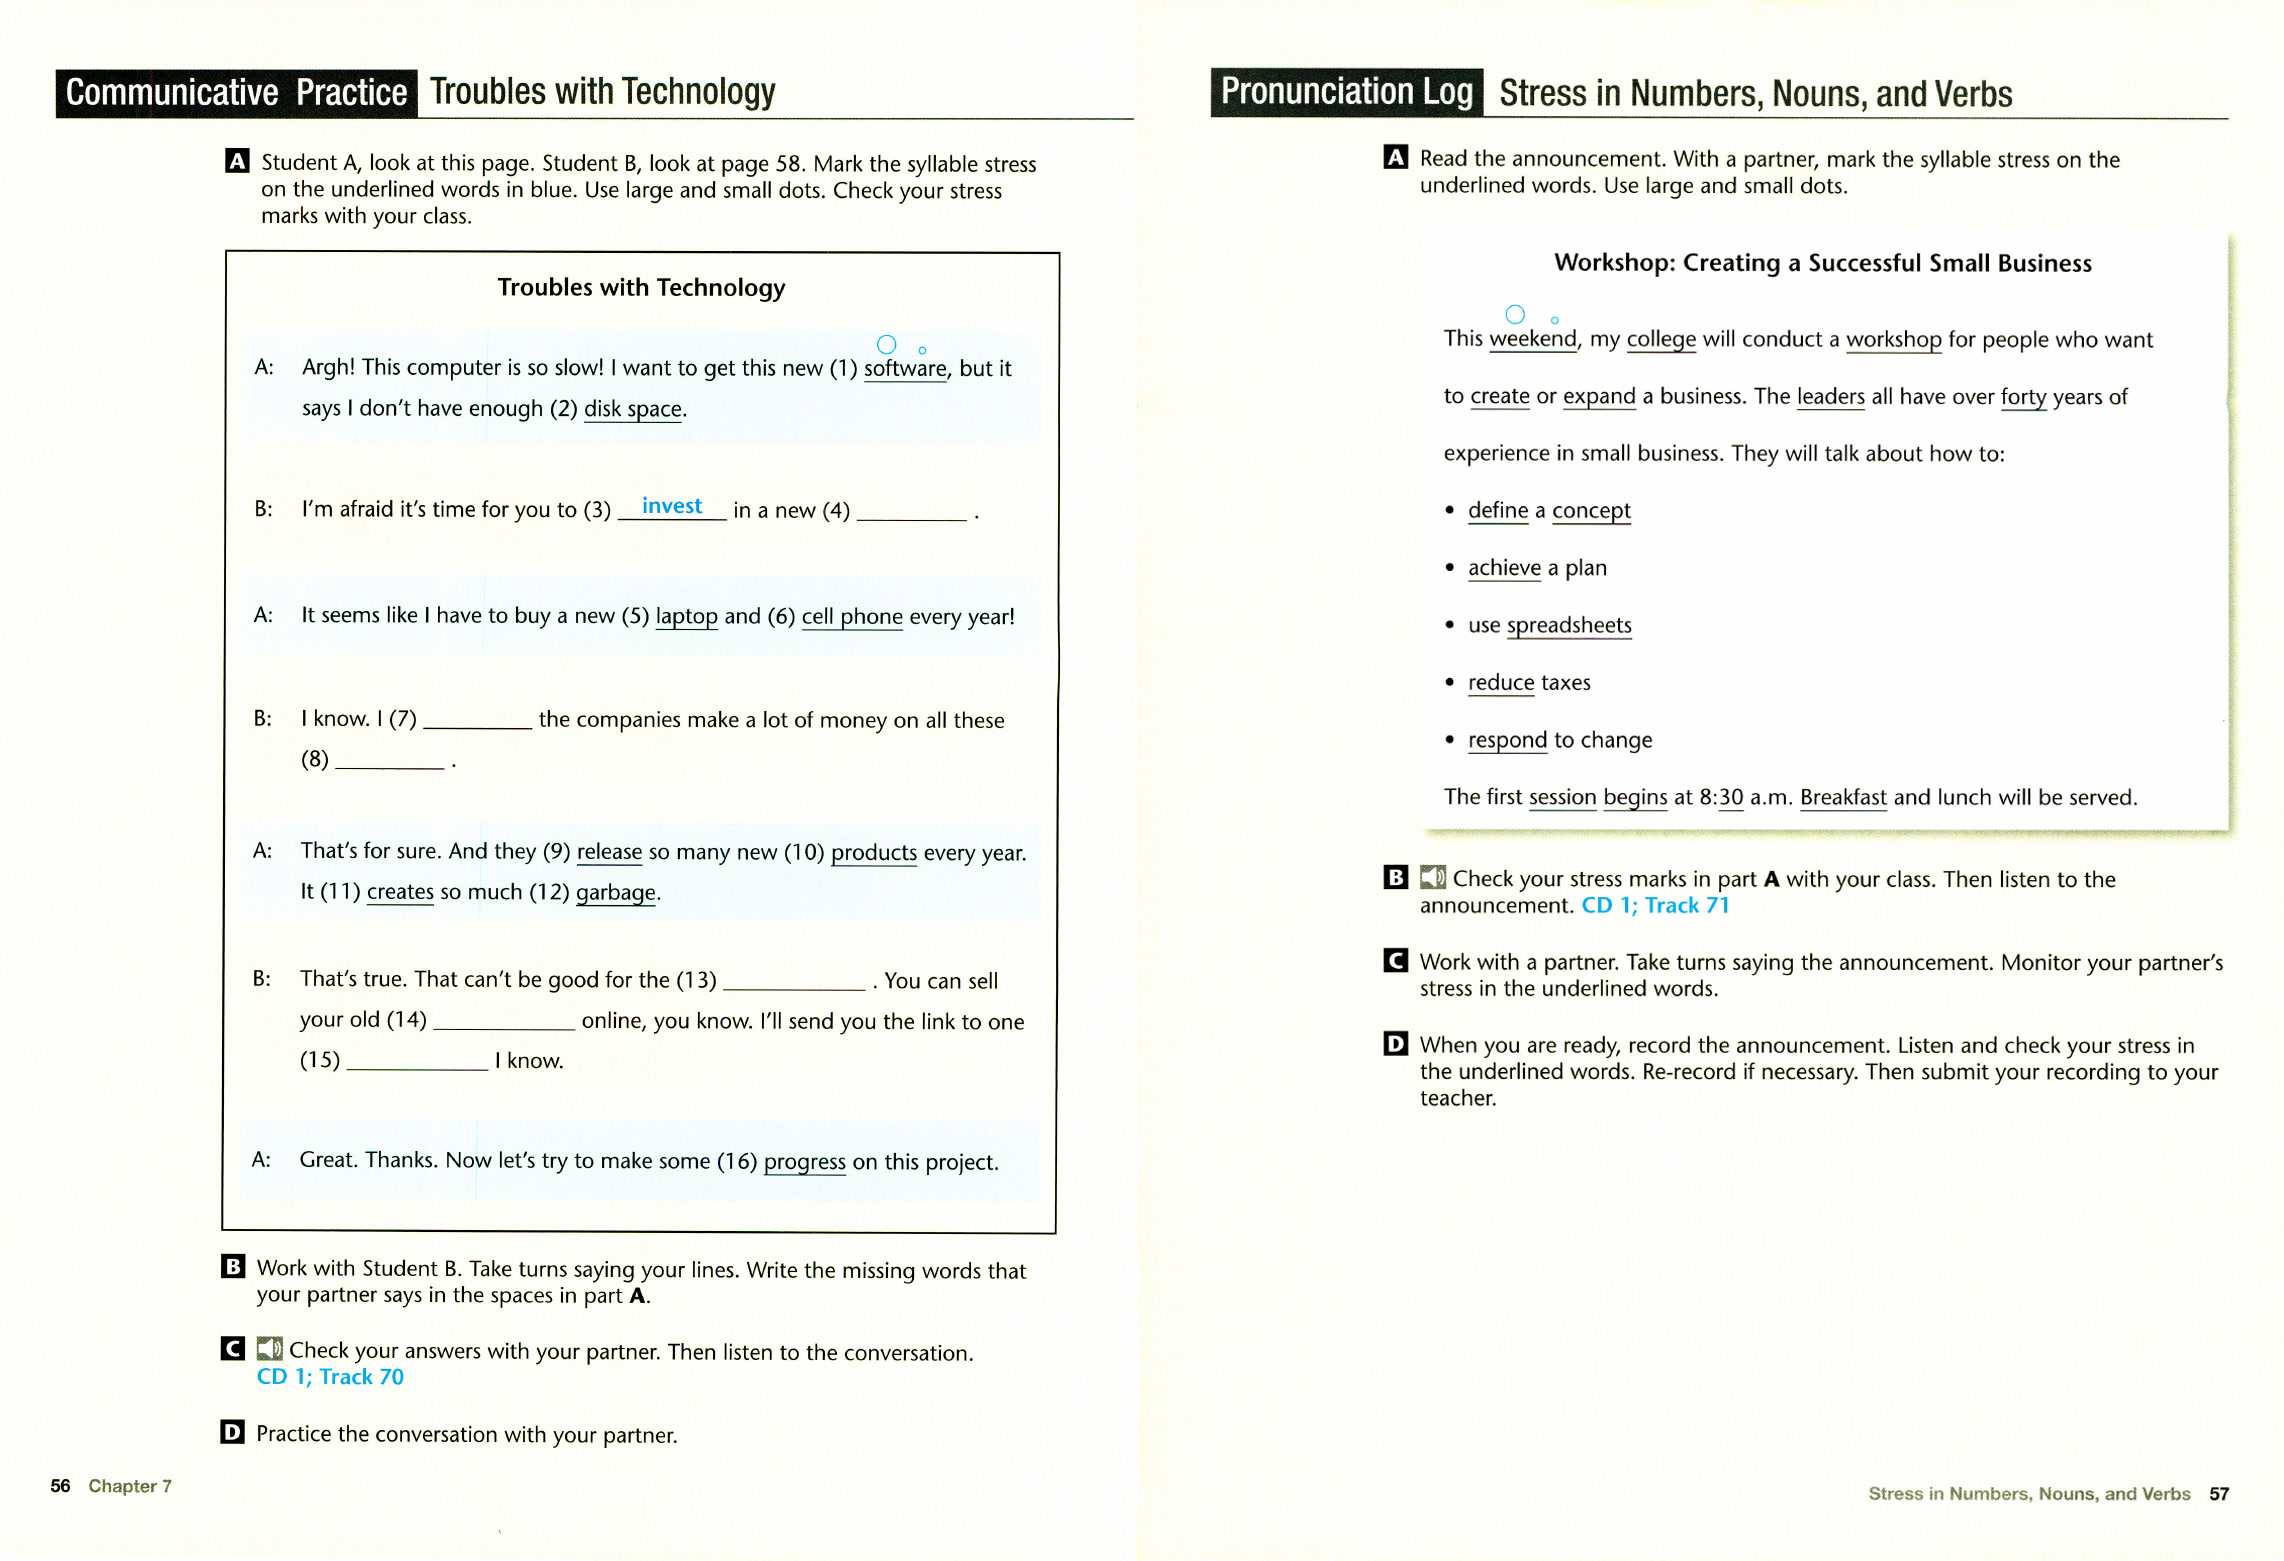 Communicative Practice Troubles with Technology
A Student A, look at this page. Student B, look at page 58. Mark the syllable stress
on the underlined words in blue. Use large and small dots. Check your stress
marks with your class.
Troubles with Technology
A: Argh! This computer is so slow! I want to get this new (1) software, but it
says I don't have enough (2) disk space.
B: I'm afraid it's time for you to (3) invest in a new (4) __________ .
A: It seems like I have to buy a new (5) laptop and (6) cell phone every year!
B: I know. I (7) __________ the companies make a lot of money on all these
(8) __________ .
A: That's for sure. And they (9) release so many new (10) products every year.
It (11) creates so much (12) garbage.
B: That's true. That can't be good for the (13) _____________ . You can sell
your old (14) _____________ online, you know. I'll send you the link to one
(15) _____________ I know.
A: Great. Thanks. Now let's try to make some (16) progress on this project.
B Work with Student B. Take turns saying your lines. Write the missing words that
your partner says in the spaces in part A.
C Check your answers with your partner. Then listen to the conversation.
CD 1; Track 70
D Practice the conversation with your partner.
56 Chapter 7
Pronunciation Log Stress in Numbers, Nouns, and Verbs
A Read the announcement. With a partner, mark the syllable stress on the
underlined words. Use large and small dots.
Workshop: Creating a Successful Small Business
This weekend, my college will conduct a workshop for people who want
to create or expand a business. The leaders all have over forty years of
experience in small business. They will talk about how to:
• define a concept
• achieve a plan
• use spreadsheets
• reduce taxes
• respond to change
The first session begins at 8:30 a.m. Breakfast and lunch will be served.
B Check your stress marks in part A with your class. Then listen to the
announcement. CD 1; Track 71
C Work with a partner. Take turns saying the announcement. Monitor your partner's
stress in the underlined words.
D When you are ready, record the announcement. Listen and check your stress in
the underlined words. Re-record if necessary. Then submit your recording to your
teacher.
Stress in Numbers, Nouns, and Verbs 57